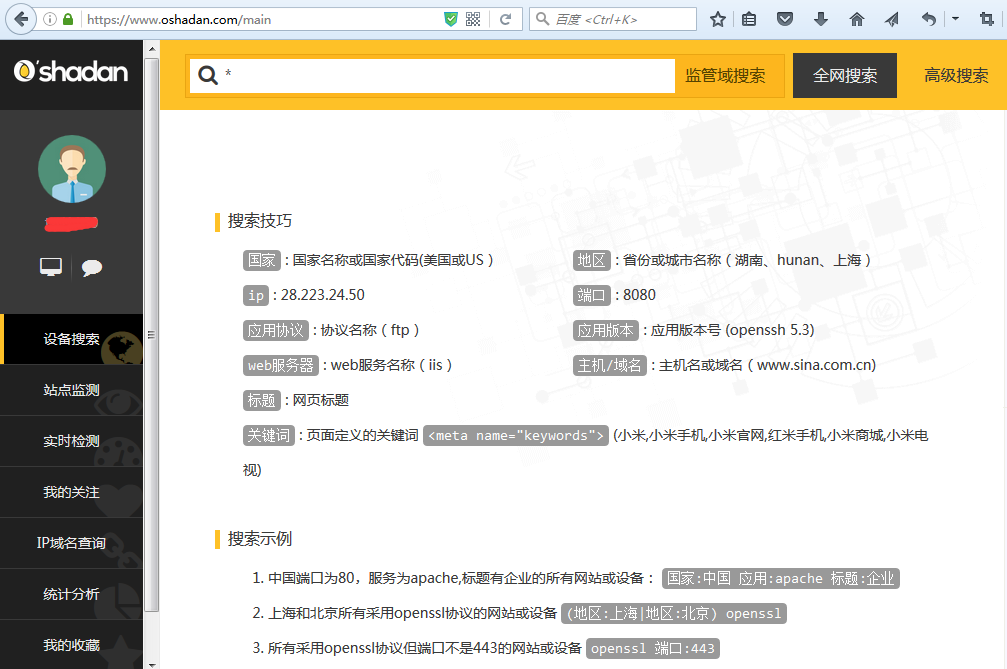 https://www.oshadan.com/main
百度 <Ctrl+K>
O'shadan
*
监管域搜索
全网搜索
高级搜索
设备搜索
站点监测
实时检测
我的关注
IP域名查询
统计分析
我的收藏
搜索技巧
国家 : 国家名称或国家代码(美国或US )
地区 : 省份或城市名称 ( 湖南、hunan、上海 )
ip : 28.223.24.50
端口 : 8080
应用协议 : 协议名称 ( ftp )
应用版本 : 应用版本号 (openssh 5.3)
web服务器 : web服务名称 ( iis )
主机/域名 : 主机名或域名 ( www.sina.com.cn)
标题 : 网页标题
关键词 : 页面定义的关键词 <meta name="keywords"> (小米,小米手机,小米官网,红米手机,小米商城,小米电
视)
搜索示例
1. 中国端口为80，服务为apache,标题有企业的所有网站或设备： 国家:中国 应用:apache 标题:企业
2. 上海和北京所有采用openssl协议的网站或设备 (地区:上海|地区:北京) openssl
3. 所有采用openssl协议但端口不是443的网站或设备 openssl 端口:443